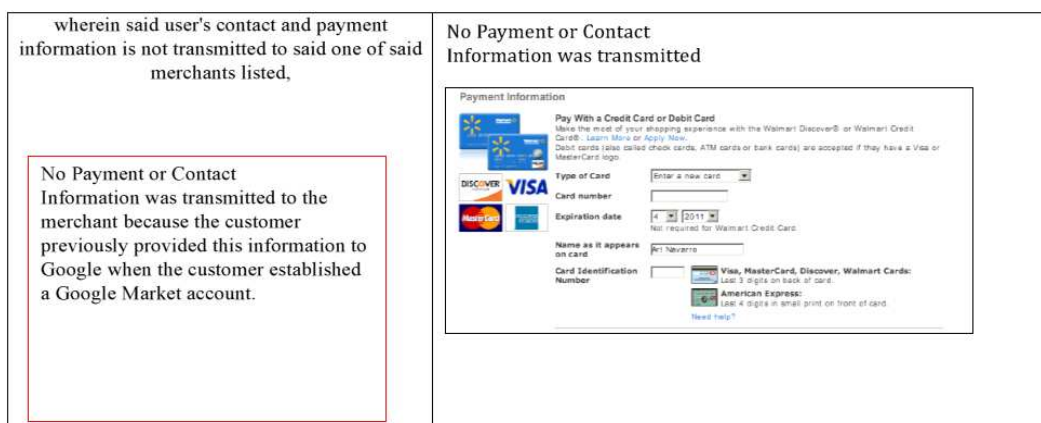 wherein said user's contact and payment
information is not transmitted to said one of said
merchants listed,
No Payment or Contact
Information was transmitted to the
merchant because the customer
previously provided this information to
Google when the customer established
a Google Market account.
No Payment or Contact
Information was transmitted
Payment Information
Pay With a Credit Card or Debit Card
Make the most of your shopping experience with the Walmart Discover® or Walmart Credit
Card®. Learn More or Apply Now.
Debit cards (also called check cards, ATM cards or bank cards) are accepted if they have a Visa or
MasterCard logo.
DISCOVER VISA
MasterCard
Type of Card Enter a new card
Card number
Expiration date 4 2011
Not required for Walmart Credit Card.
Name as it appears
on card
Art Navarro
Card Identification
Number
Visa, MasterCard, Discover, Walmart Cards:
Last 3 digits on back of card.
American Express:
Last 4 digits in small print on front of card.
Need help?